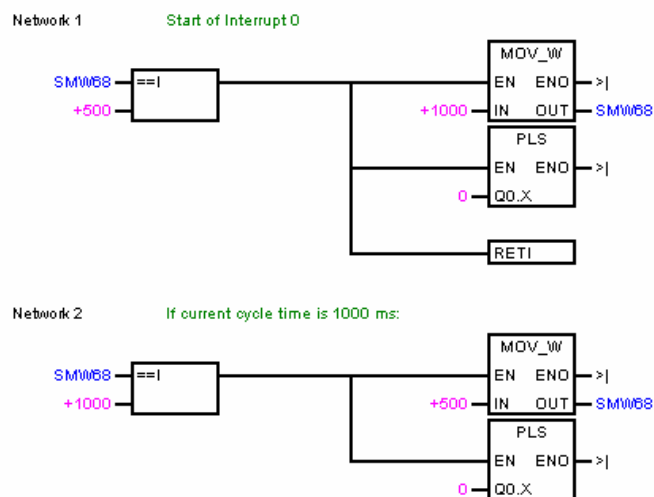 Network 1 Start of Interrupt 0
MOV_W
SMW68 ==I EN ENO >|
+500 +1000 IN OUT SMW68
PLS
EN ENO >|
0 Q0.X
RETI
Network 2 If current cycle time is 1000 ms:
MOV_W
SMW68 ==I EN ENO >|
+1000 +500 IN OUT SMW68
PLS
EN ENO >|
0 Q0.X